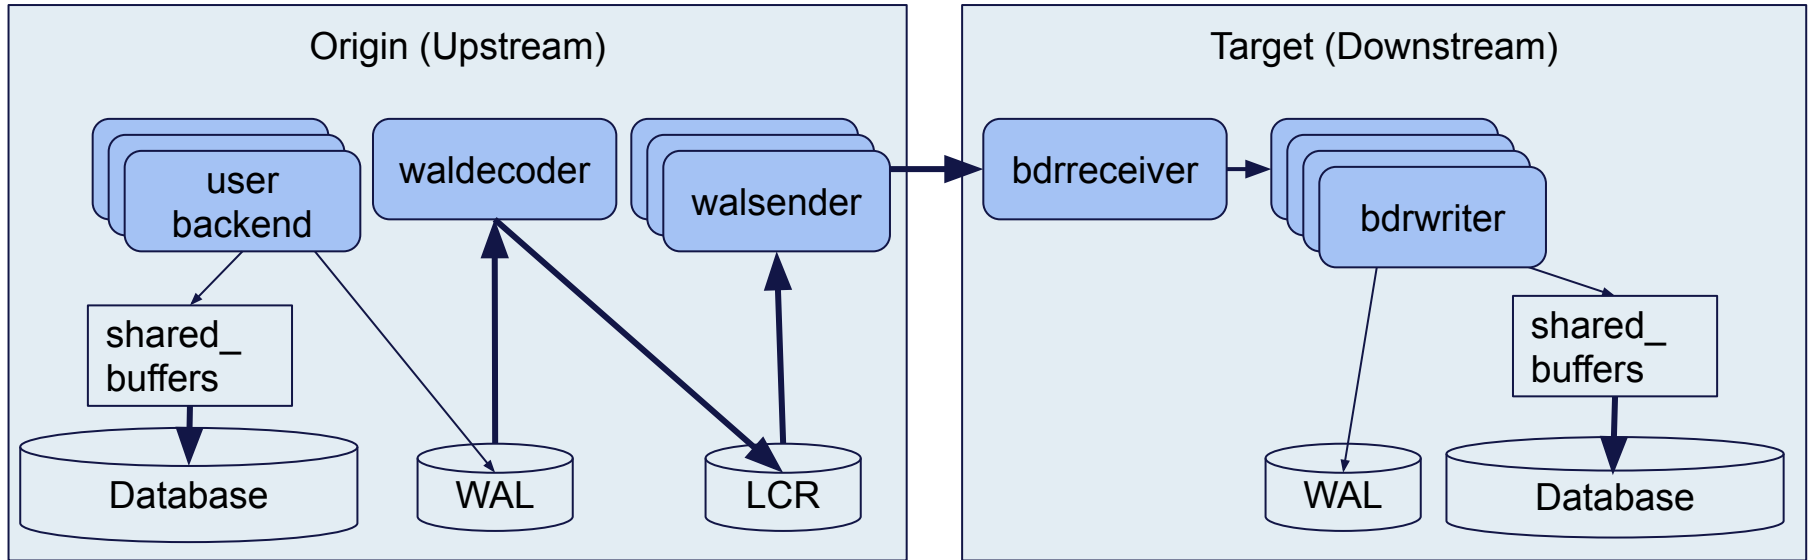 Origin (Upstream)
user
backend
waldecoder
walsender
shared_
buffers
Database
WAL
LCR
Target (Downstream)
bdrreceiver
bdrwriter
shared_
buffers
WAL
Database